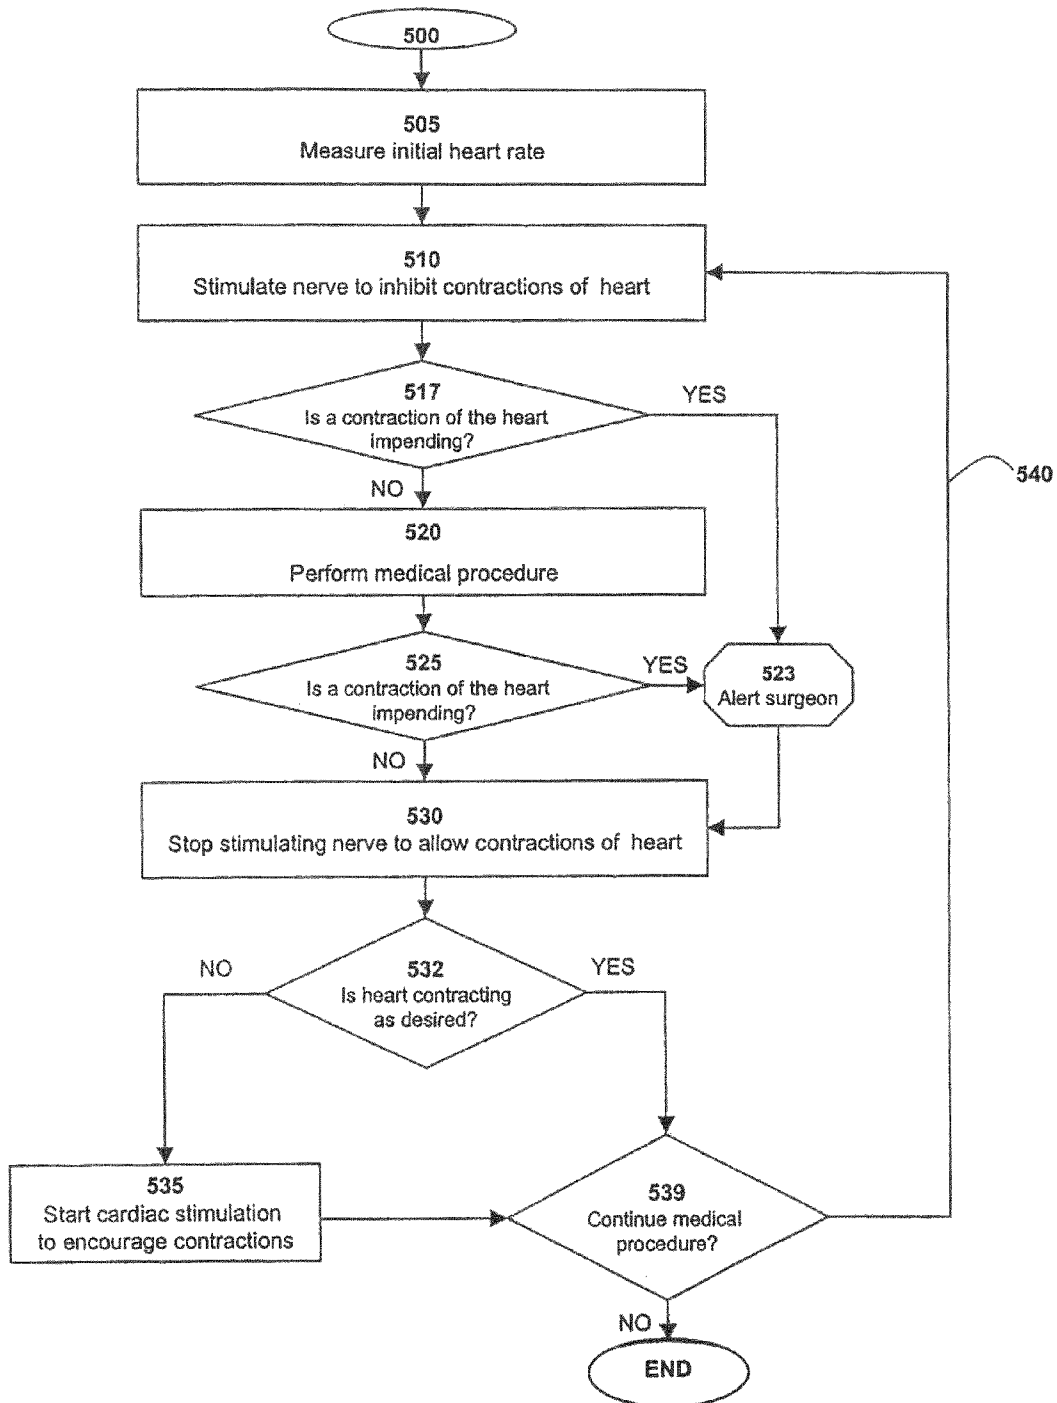 500
505
Measure initial heart rate
510
Stimulate nerve to inhibit contractions of heart
517
Is a contraction of the heart
impending?
YES
NO
540
520
Perform medical procedure
525
Is a contraction of the heart
impending?
YES
523
Alert surgeon
NO
530
Stop stimulating nerve to allow contractions of heart
532
Is heart contracting
as desired?
NO
YES
535
Start cardiac stimulation
to encourage contractions
539
Continue medical
procedure?
NO
END